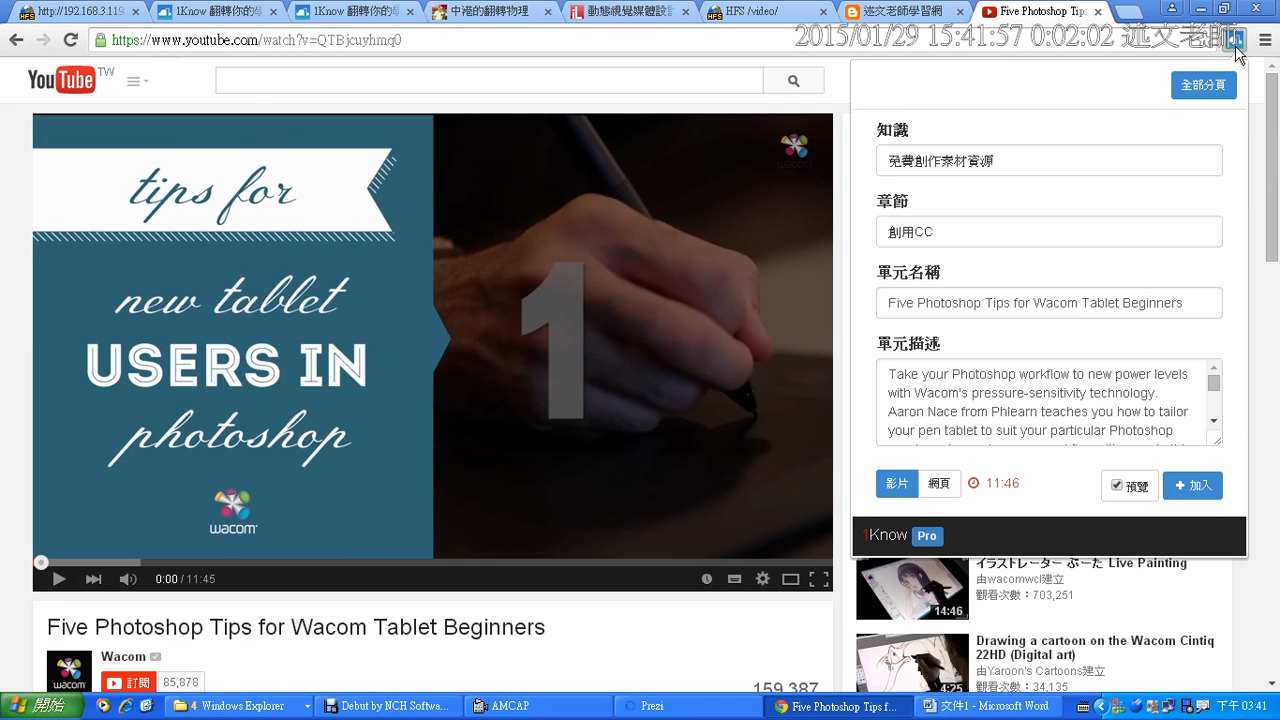 http://192.168.3.119
1Know 翻轉你的學
1Know 翻轉你的學
中港的翻轉物理
動態視覺媒體設計
HFS /video/
述文老師學習網
Five Photoshop Tips
https://www.youtube.com/watch?v=QTBjcuyhmq0
2015/01/29 15:41:57 0:02:02 述文老師
YouTube TW
全部分頁
知識
免費創作素材資源
章節
創用CC
單元名稱
Five Photoshop Tips for Wacom Tablet Beginners
單元描述
Take your Photoshop workflow to new power levels
with Wacom's pressure-sensitivity technology.
Aaron Nace from Phlearn teaches you how to tailor
your pen tablet to suit your particular Photoshop
影片 網頁 11:46 預覽 + 加入
1Know Pro
tips for
new tablet
USERS IN
photoshop
wacom
1
wacom
0:00 / 11:45
Five Photoshop Tips for Wacom Tablet Beginners
wacom
Wacom
訂閱 85,878
159,387
イラストレーター ぶーた Live Painting
由wacomwcl建立
觀看次數：703,251
14:46
Drawing a cartoon on the Wacom Cintiq
22HD (Digital art)
由Yaroon's Cartoons建立
觀看次數：34,135
4:25
開始
4 Windows Explorer
Debut by NCH Softwa...
AMCAP
Prezi
Five Photoshop Tips f...
文件1 - Microsoft Word
下午 03:41